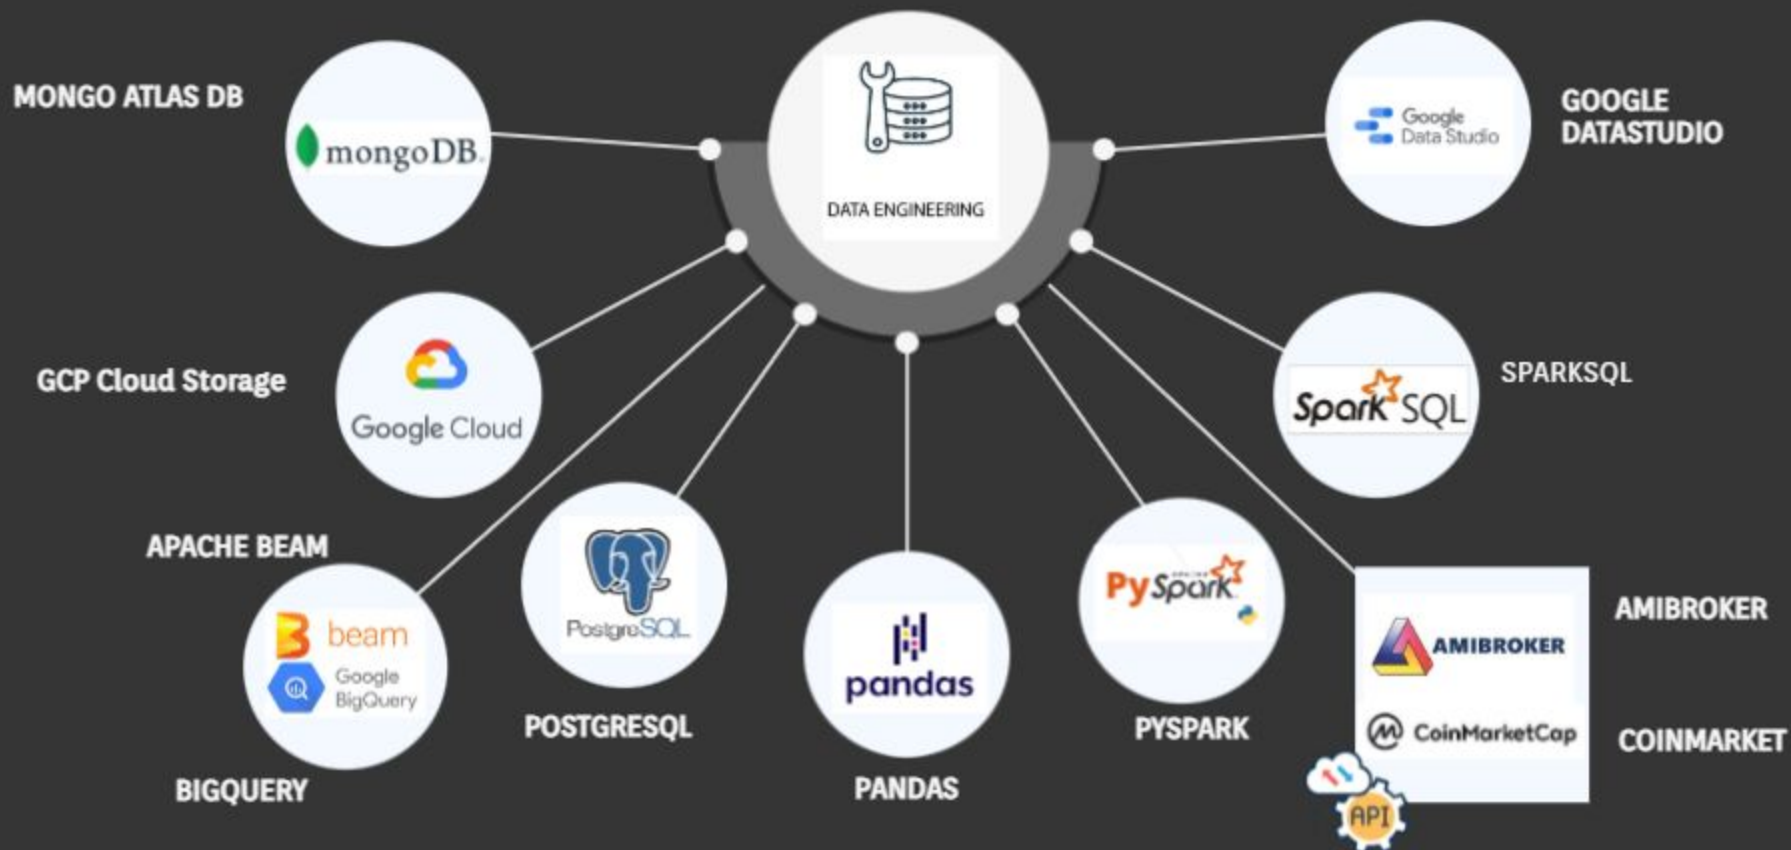 MONGO ATLAS DB
mongoDB.
DATA ENGINEERING
Google
Data Studio
GOOGLE
DATASTUDIO
GCP Cloud Storage
Google Cloud
Spark SQL
SPARKSQL
APACHE BEAM
beam
Google
BigQuery
BIGQUERY
PostgreSQL
POSTGRESQL
pandas
PANDAS
APACHE
PySpark
PYSPARK
AMIBROKER
AMIBROKER
CoinMarketCap
COINMARKET
API